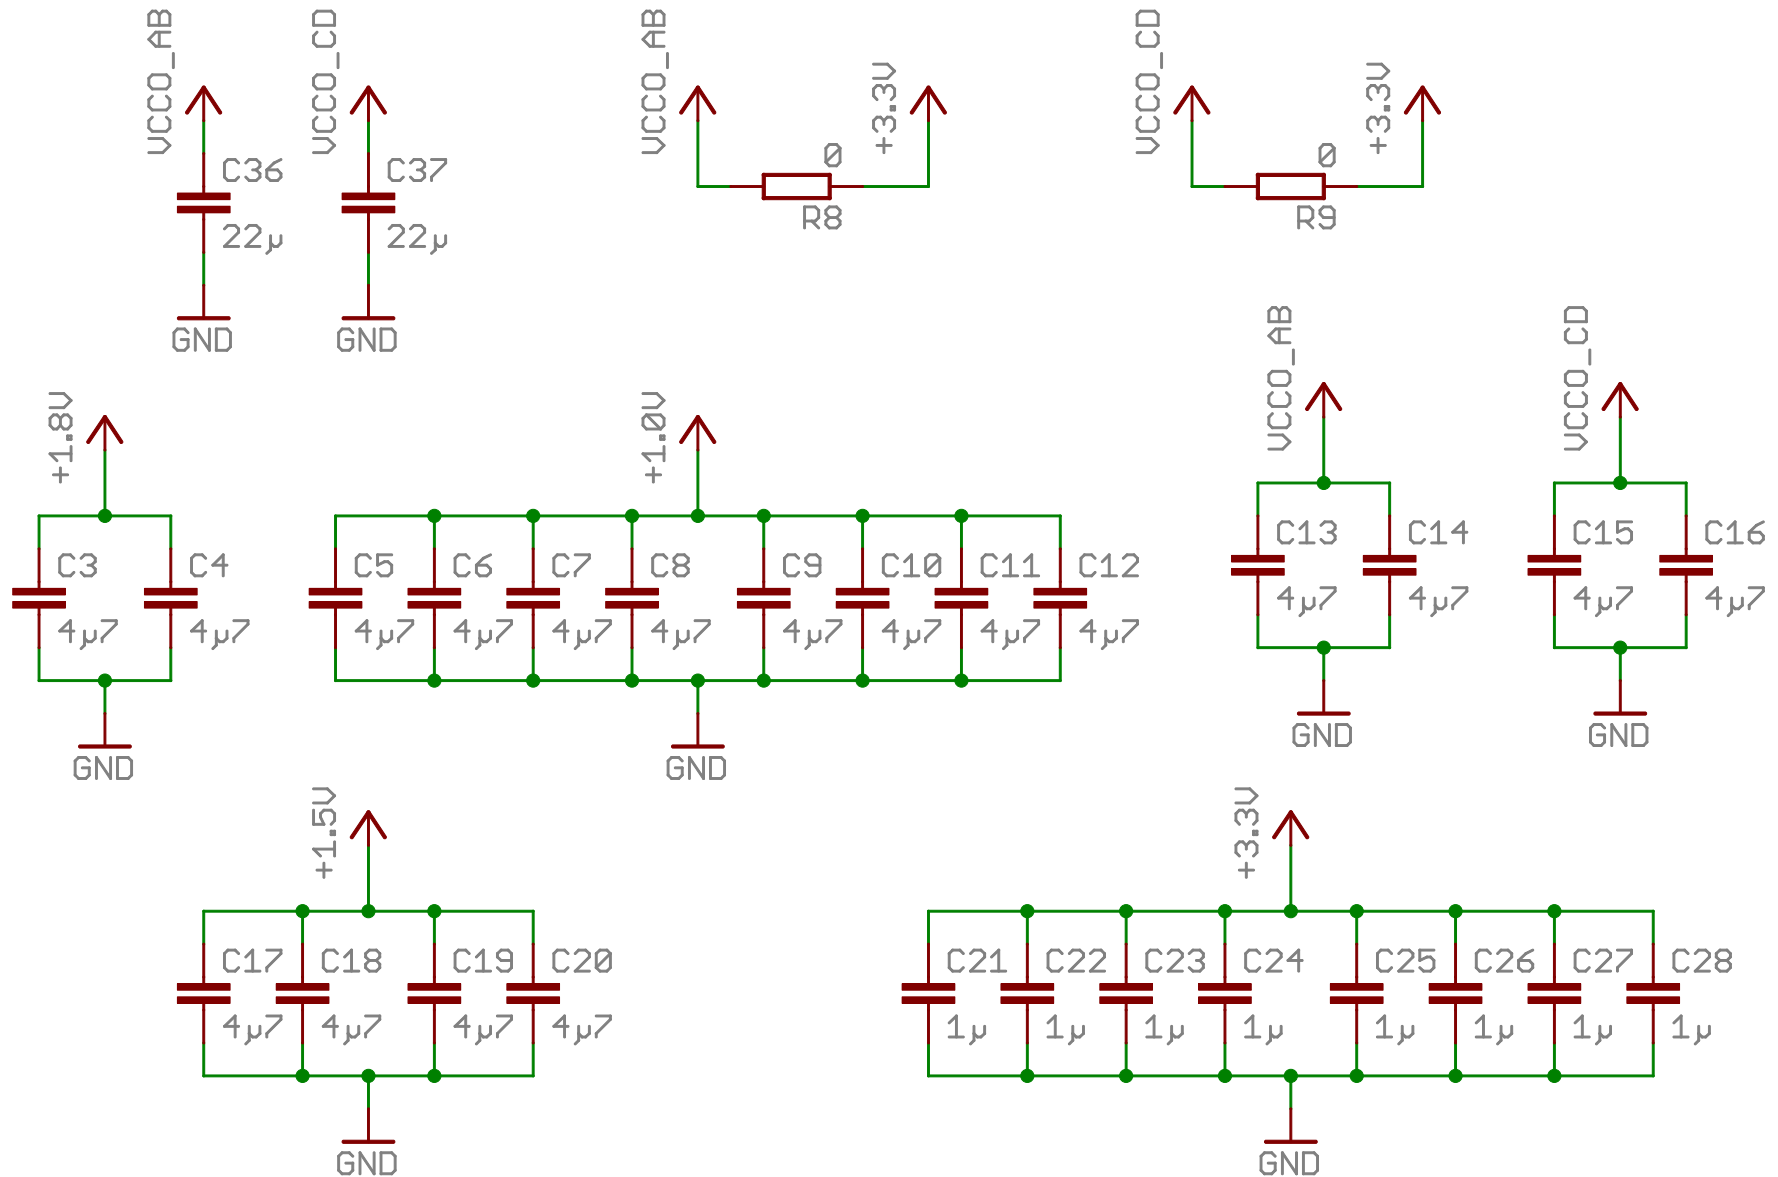 VCCO_AB
VCCO_CD
VCCO_AB
+3.3V
VCCO_CD
+3.3V
C36
22µ
GND
C37
22µ
GND
0
R8
0
R9
+1.8V
C3
4µ7
C4
4µ7
GND
+1.0V
C5
4µ7
C6
4µ7
C7
4µ7
C8
4µ7
C9
4µ7
C10
4µ7
C11
4µ7
C12
4µ7
GND
VCCO_AB
C13
4µ7
C14
4µ7
GND
VCCO_CD
C15
4µ7
C16
4µ7
GND
+1.5V
C17
4µ7
C18
4µ7
C19
4µ7
C20
4µ7
GND
+3.3V
C21
1µ
C22
1µ
C23
1µ
C24
1µ
C25
1µ
C26
1µ
C27
1µ
C28
1µ
GND